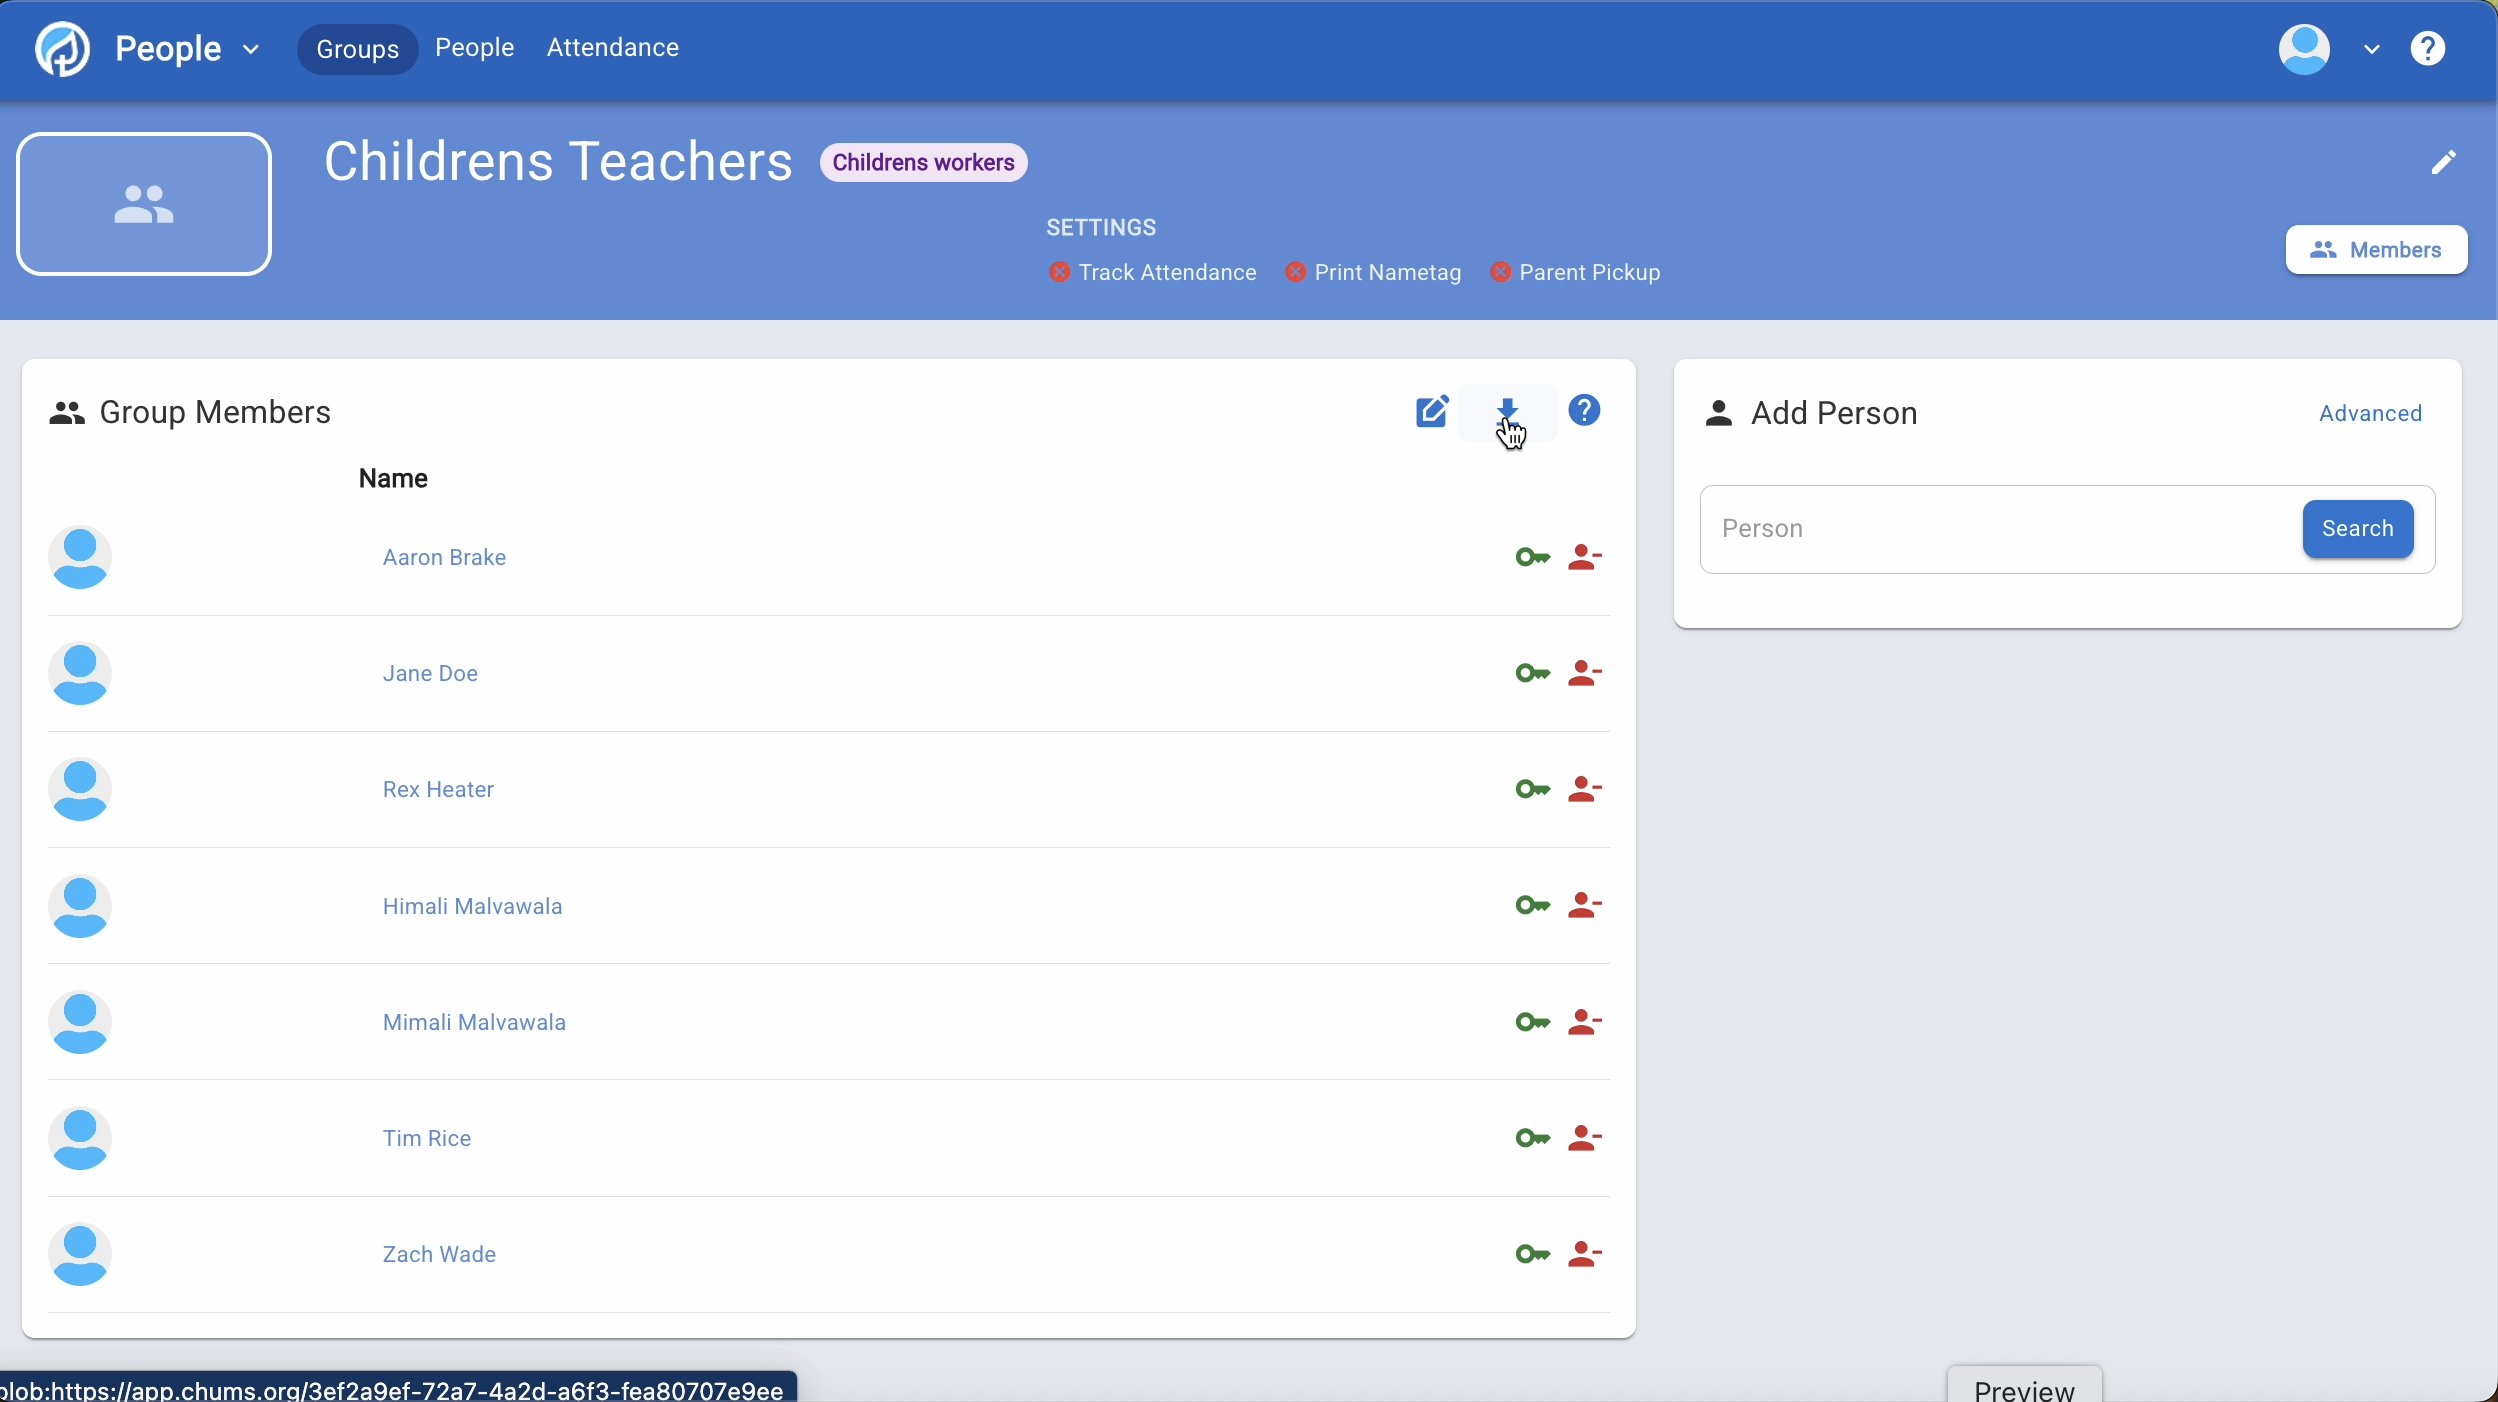 People
Groups
People
Attendance
Childrens Teachers
Childrens workers
SETTINGS
Track Attendance
Print Nametag
Parent Pickup
Members
Group Members
Name
Aaron Brake
Jane Doe
Rex Heater
Himali Malvawala
Mimali Malvawala
Tim Rice
Zach Wade
Add Person
Advanced
Person
Search
blob:https://app.chums.org/3ef2a9ef-72a7-4a2d-a6f3-fea80707e9ee
Preview